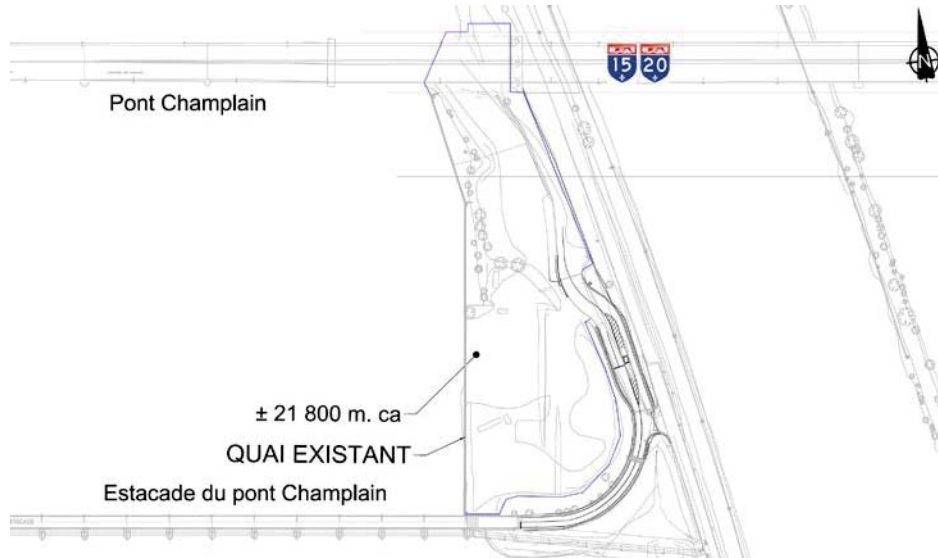 15 20
N
Pont Champlain
± 21 800 m. ca
QUAI EXISTANT
Estacade du pont Champlain